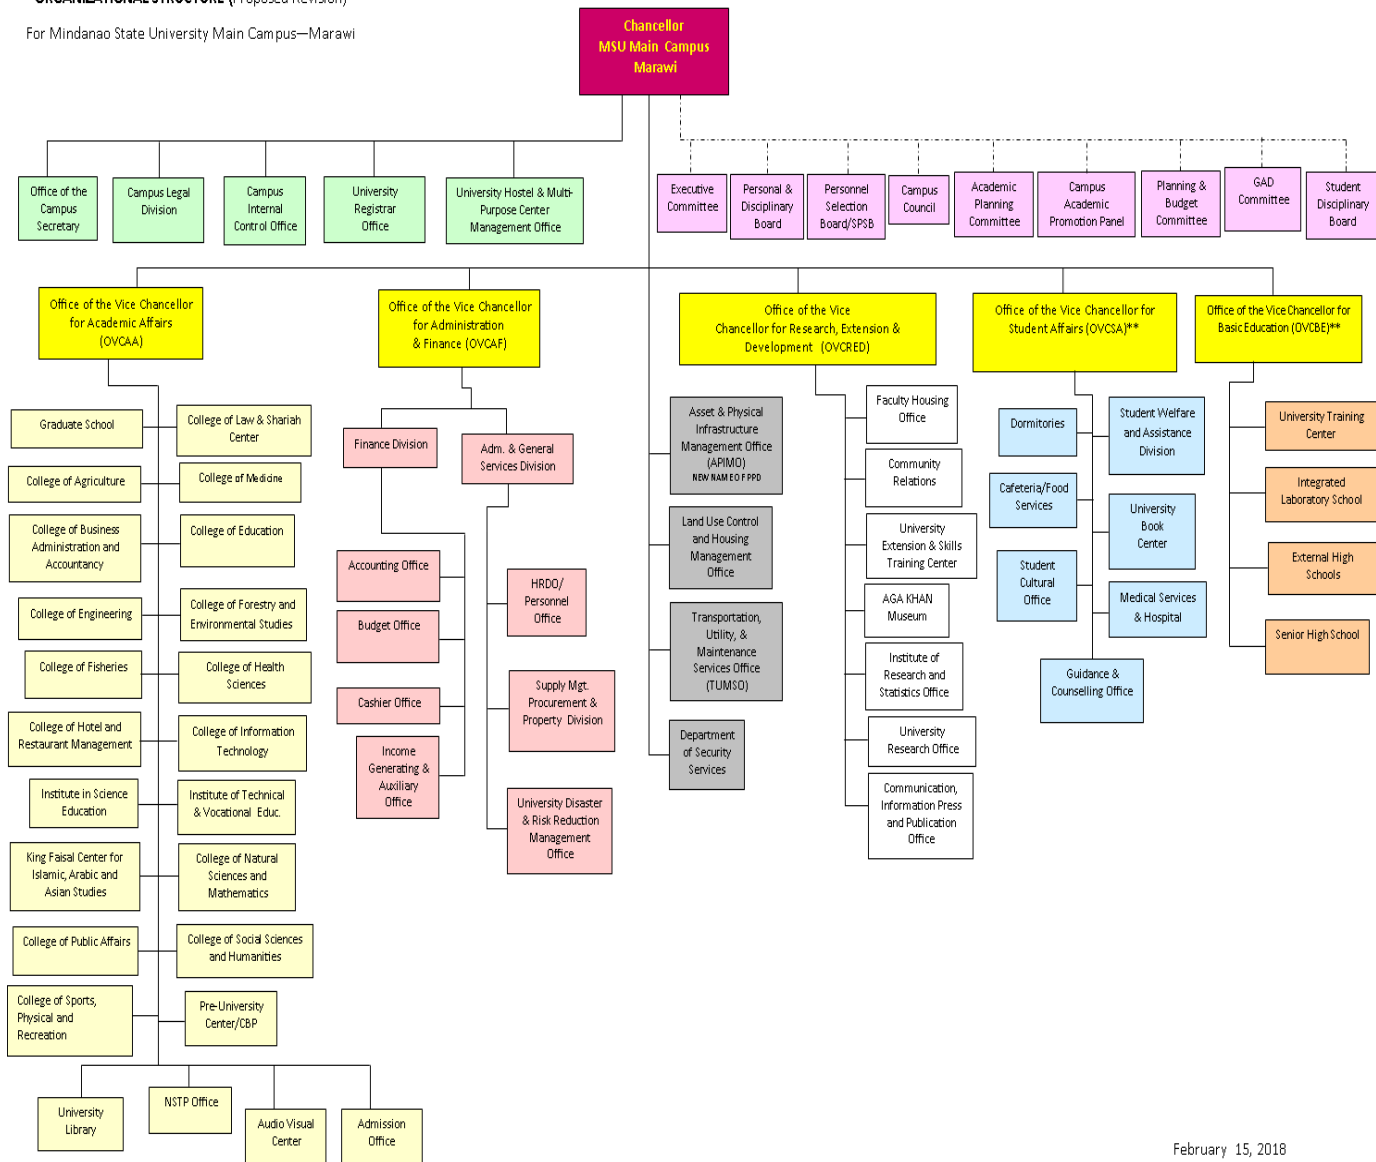 ORGANIZATIONAL STRUCTURE (Proposed Revision)
For Mindanao State University Main Campus—Marawi
Chancellor
MSU Main Campus
Marawi
Office of the
Campus
Secretary
Campus Legal
Division
Campus
Internal
Control Office
University
Registrar
Office
University Hostel & Multi-
Purpose Center
Management Office
Executive
Committee
Personal &
Disciplinary
Board
Personnel
Selection
Board/SPSB
Campus
Council
Academic
Planning
Committee
Campus
Academic
Promotion Panel
Planning &
Budget
Committee
GAD
Committee
Student
Disciplinary
Board
Office of the Vice Chancellor
for Academic Affairs
(OVCAA)
Office of the Vice Chancellor
for Administration
& Finance (OVCAF)
Office of the Vice
Chancellor for Research, Extension &
Development (OVCRED)
Office of the Vice Chancellor for
Student Affairs (OVCSA)**
Office of the Vice Chancellor for
Basic Education (OVCBE)**
Graduate School
College of Law & Shariah
Center
College of Agriculture
College of Medicine
College of Business
Administration and
Accountancy
College of Education
College of Engineering
College of Forestry and
Environmental Studies
College of Fisheries
College of Health
Sciences
College of Hotel and
Restaurant Management
College of Information
Technology
Institute in Science
Education
Institute of Technical
& Vocational Educ.
King Faisal Center for
Islamic, Arabic and
Asian Studies
College of Natural
Sciences and
Mathematics
College of Public Affairs
College of Social Sciences
and Humanities
College of Sports,
Physical and
Recreation
Pre-University
Center/CBP
University
Library
NSTP Office
Audio Visual
Center
Admission
Office
Finance Division
Adm. & General
Services Division
Accounting Office
Budget Office
Cashier Office
Income
Generating &
Auxiliary
Office
HRDO/
Personnel
Office
Supply Mgt.
Procurement &
Property Division
University Disaster
& Risk Reduction
Management
Office
Asset & Physical
Infrastructure
Management Office
(APIMO)
NEW NAME OF PPD
Land Use Control
and Housing
Management
Office
Transportation,
Utility, &
Maintenance
Services Office
(TUMSO)
Department
of Security
Services
Faculty Housing
Office
Community
Relations
University
Extension & Skills
Training Center
AGA KHAN
Museum
Institute of
Research and
Statistics Office
University
Research Office
Communication,
Information Press
and Publication
Office
Dormitories
Student Welfare
and Assistance
Division
Cafeteria/Food
Services
University
Book
Center
Student
Cultural
Office
Medical Services
& Hospital
Guidance &
Counselling Office
University Training
Center
Integrated
Laboratory School
External High
Schools
Senior High School
February 15, 2018